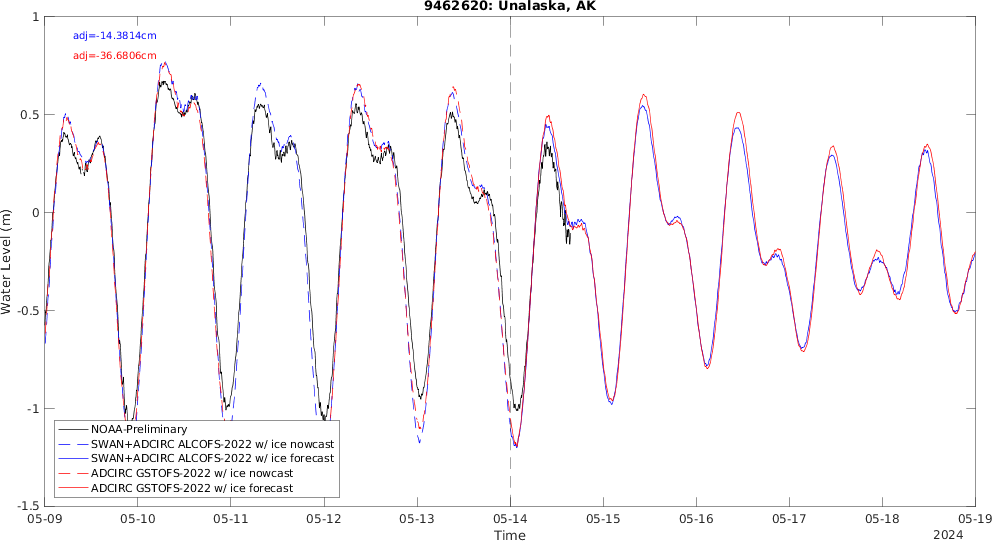 9462620: Unalaska, AK
adj=-14.3814cm
adj=-36.6806cm
Water Level (m)
1
0.5
0
-0.5
-1
-1.5
NOAA-Preliminary
SWAN+ADCIRC ALCOFS-2022 w/ ice nowcast
SWAN+ADCIRC ALCOFS-2022 w/ ice forecast
ADCIRC GSTOFS-2022 w/ ice nowcast
ADCIRC GSTOFS-2022 w/ ice forecast
05-09 05-10 05-11 05-12 05-13 05-14 05-15 05-16 05-17 05-18 05-19
Time
2024